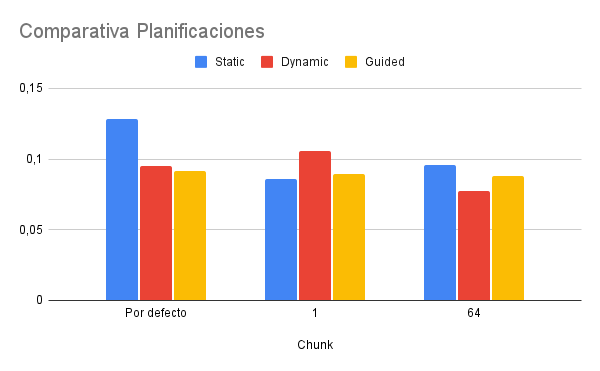 Comparativa Planificaciones
Static Dynamic Guided
0,15
0,1
0,05
0
Por defecto 1 64
Chunk